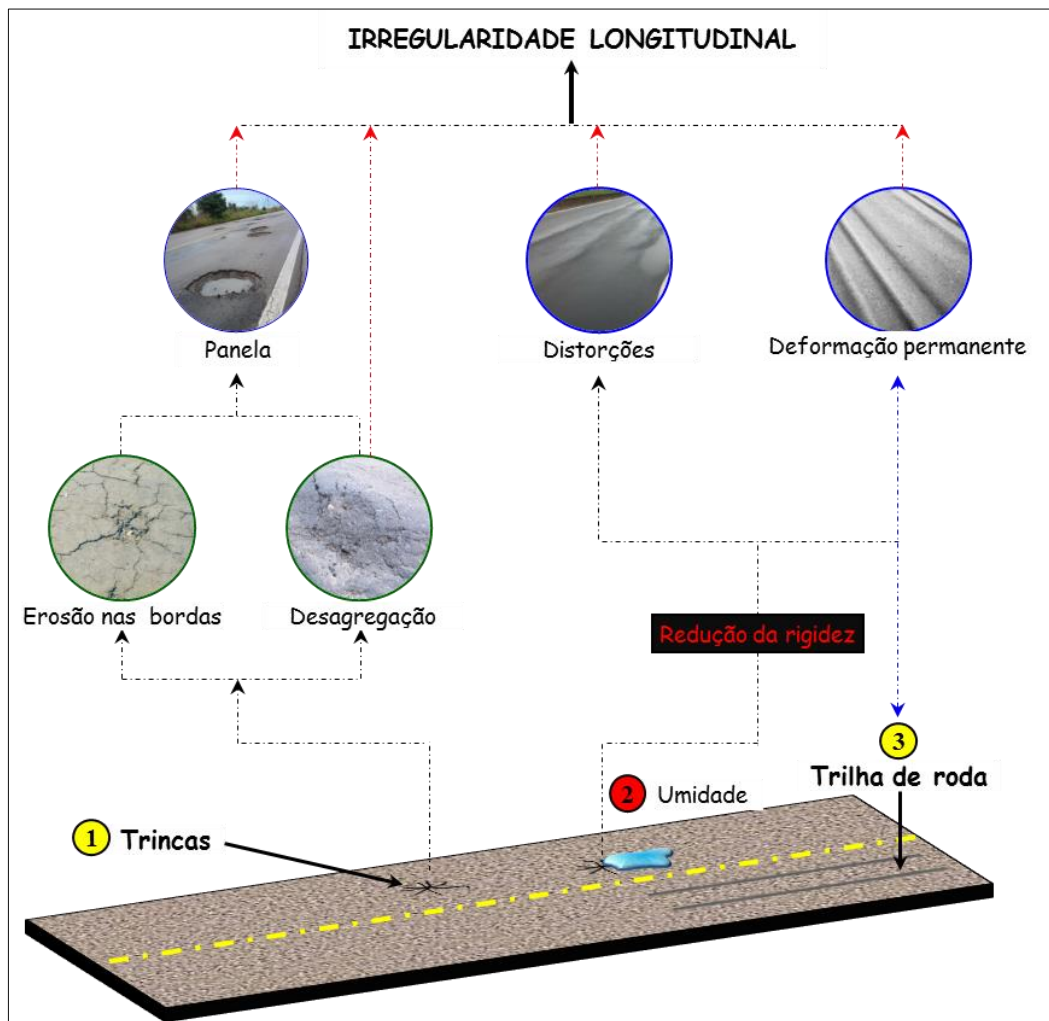 IRREGULARIDADE LONGITUDINAL
Panela
Distorções
Deformação permanente
Erosão nas bordas
Desagregação
Redução da rigidez
3
Trilha de roda
2 Umidade
1 Trincas